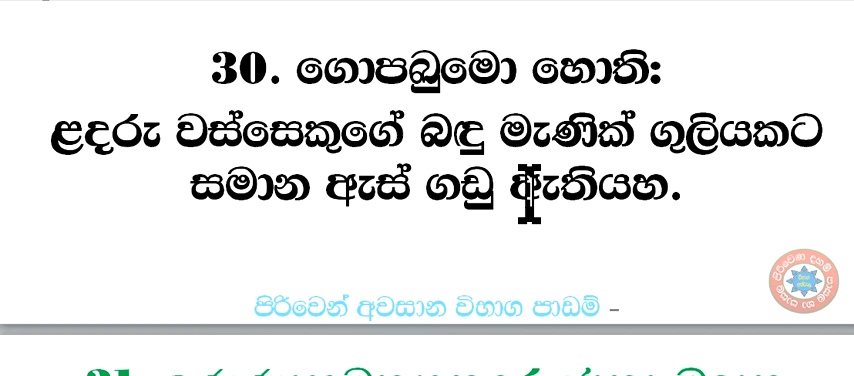 30. ගොපඛුමො හොති:
ළදරු වස්සෙකුගේ බඳු මැණික් ගුලියකට
සමාන ඇස් ගඩු ඇතියහ.
පිරිවෙන් අවසාන විභාග පාඩම් -